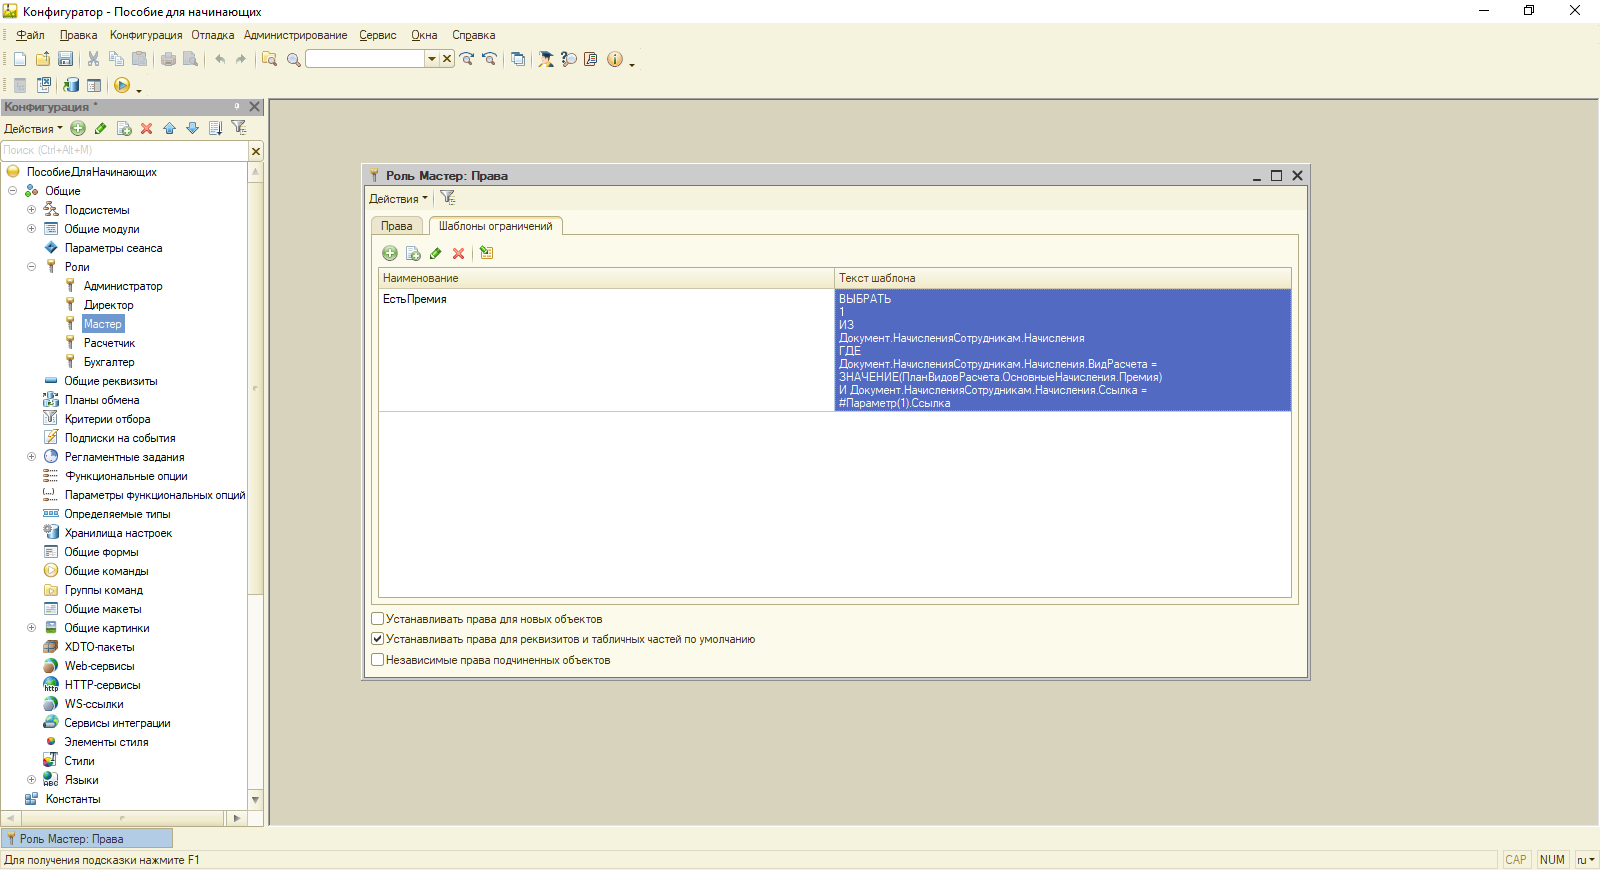 Конфигуратор - Пособие для начинающих
Файл Правка Конфигурация Отладка Администрирование Сервис Окна Справка
Конфигурация *
Действия
Поиск (Ctrl+Alt+M)
ПособиеДляНачинающих
Общие
Подсистемы
Общие модули
Параметры сеанса
Роли
Администратор
Директор
Мастер
Расчетчик
Бухгалтер
Общие реквизиты
Планы обмена
Критерии отбора
Подписки на события
Регламентные задания
Функциональные опции
Параметры функциональных опций
Определяемые типы
Хранилища настроек
Общие формы
Общие команды
Группы команд
Общие макеты
Общие картинки
XDTO-пакеты
Web-сервисы
HTTP-сервисы
WS-ссылки
Сервисы интеграции
Элементы стиля
Стили
Языки
Константы
Роль Мастер: Права
Действия
Права Шаблоны ограничений
Наименование Текст шаблона
ЕстьПремия
ВЫБРАТЬ
1
ИЗ
Документ.НачисленияСотрудникам.Начисления
ГДЕ
Документ.НачисленияСотрудникам.Начисления.ВидРасчета =
ЗНАЧЕНИЕ(ПланВидовРасчета.ОсновныеНачисления.Премия)
И Документ.НачисленияСотрудникам.Начисления.Ссылка =
#Параметр(1).Ссылка
Устанавливать права для новых объектов
Устанавливать права для реквизитов и табличных частей по умолчанию
Независимые права подчиненных объектов
Роль Мастер: Права
Для получения подсказки нажмите F1
CAP NUM ru